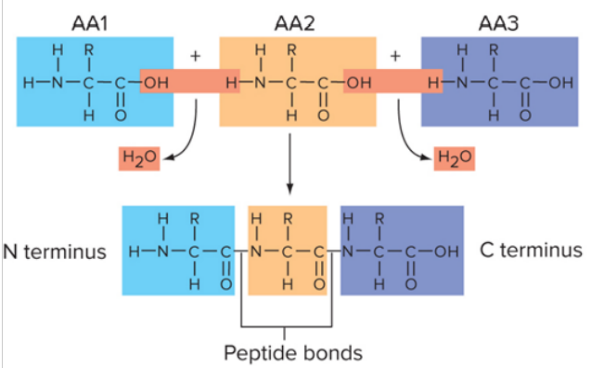 AA1 AA2 AA3
H R H R H R
+ +
H—N—C—C—OH H—N—C—C—OH H—N—C—C—OH
H O H O H O
H₂O H₂O
H R H R H R
N terminus H—N—C—C—N—C—C—N—C—C—OH C terminus
H O H O H O
Peptide bonds